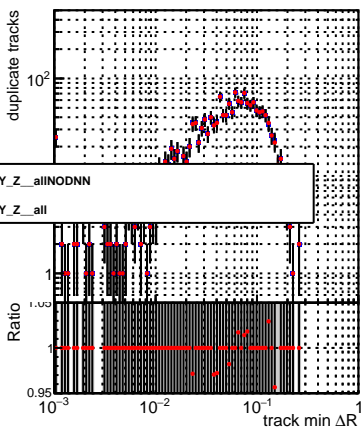 duplicate tracks
10²
Y_Z__allNODNN
Y_Z__all
1
Ratio
1.05
1
0.95
10⁻³ 10⁻² 10⁻¹ 1
track min ΔR